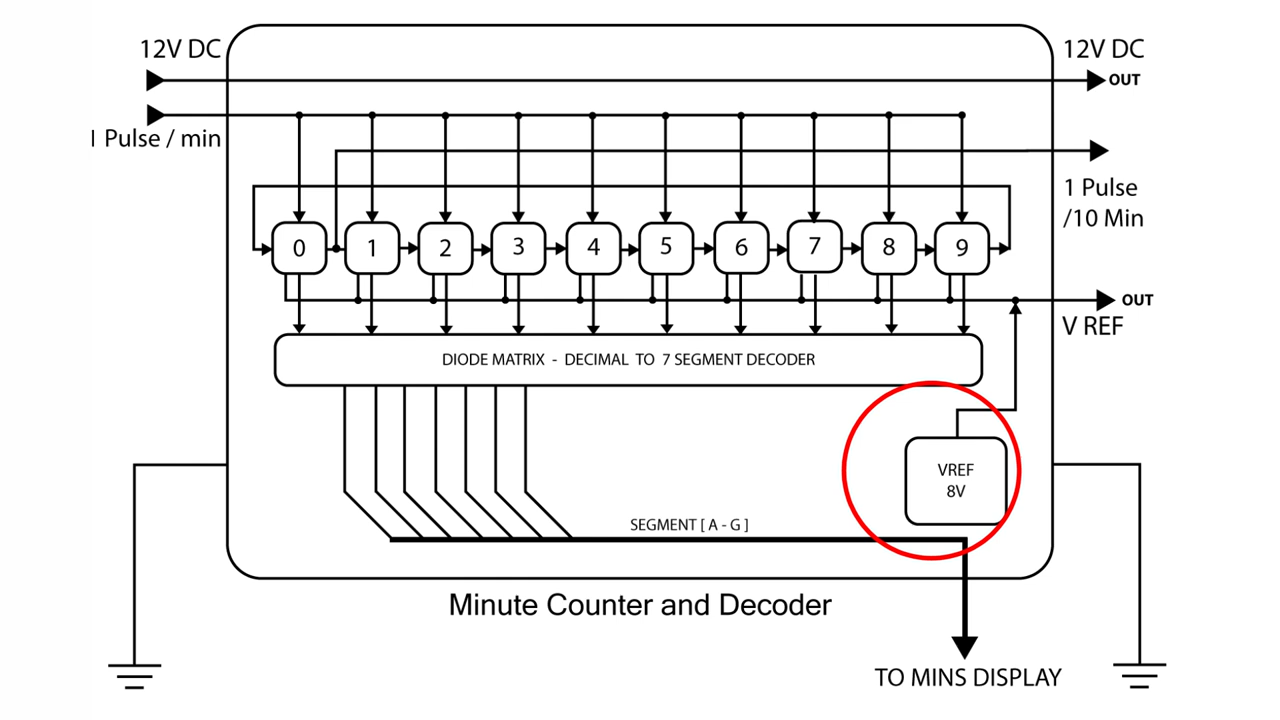 12V DC
12V DC
OUT
1 Pulse / min
1 Pulse
/10 Min
0 1 2 3 4 5 6 7 8 9
OUT
V REF
DIODE MATRIX - DECIMAL TO 7 SEGMENT DECODER
VREF
8V
SEGMENT [ A - G ]
Minute Counter and Decoder
TO MINS DISPLAY